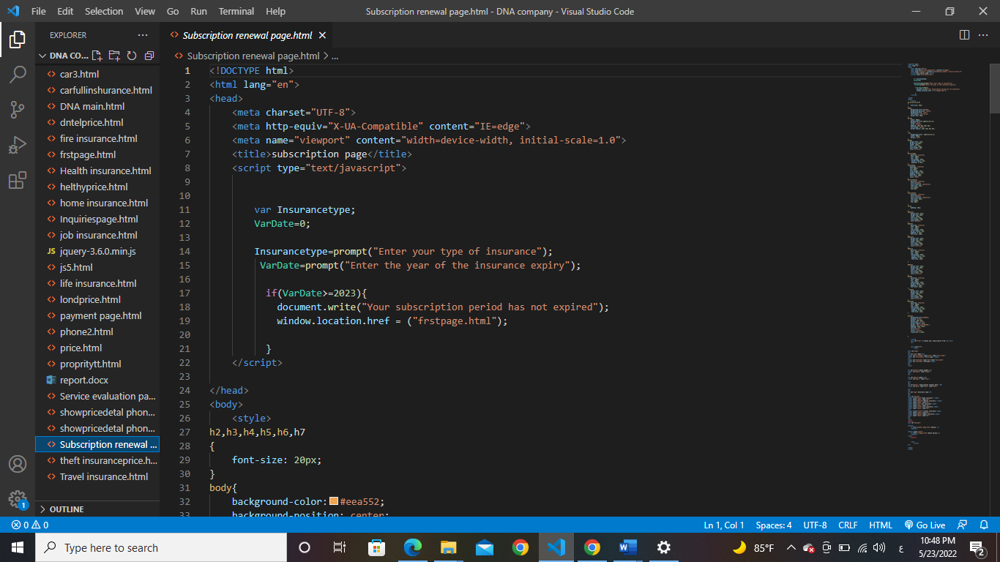 File Edit Selection View Go Run Terminal Help
Subscription renewal page.html - DNA company - Visual Studio Code
EXPLORER
DNA CO...
car3.html
carfullinshurance.html
DNA main.html
dntelprice.html
fire insurance.html
frstpage.html
Health insurance.html
helthyprice.html
home insurance.html
Inquiriespage.html
job insurance.html
JS jquery-3.6.0.min.js
js5.html
life insurance.html
londprice.html
payment page.html
phone2.html
price.html
propritytt.html
report.docx
Service evaluation pa...
showpricedetal phon...
showpricedetal phon...
Subscription renewal ...
theft insuranceprice.h...
Travel insurance.html
OUTLINE
1
Subscription renewal page.html
Subscription renewal page.html > ...
1 <!DOCTYPE html>
2 <html lang="en">
3 <head>
4 <meta charset="UTF-8">
5 <meta http-equiv="X-UA-Compatible" content="IE=edge">
6 <meta name="viewport" content="width=device-width, initial-scale=1.0">
7 <title>subscription page</title>
8 <script type="text/javascript">
9
10
11 var Insurancetype;
12 VarDate=0;
13
14 Insurancetype=prompt("Enter your type of insurance");
15 VarDate=prompt("Enter the year of the insurance expiry");
16
17 if(VarDate>=2023){
18 document.write("Your subscription period has not expired");
19 window.location.href = ("frstpage.html");
20
21 }
22 </script>
23
24 </head>
25 <body>
26 <style>
27 h2,h3,h4,h5,h6,h7
28 {
29 font-size: 20px;
30 }
31 body{
32 background-color: #eea552;
33 background-position: center;
0 0
Ln 1, Col 1 Spaces: 4 UTF-8 CRLF HTML Go Live
Type here to search
85°F
ع
10:48 PM
5/23/2022
2